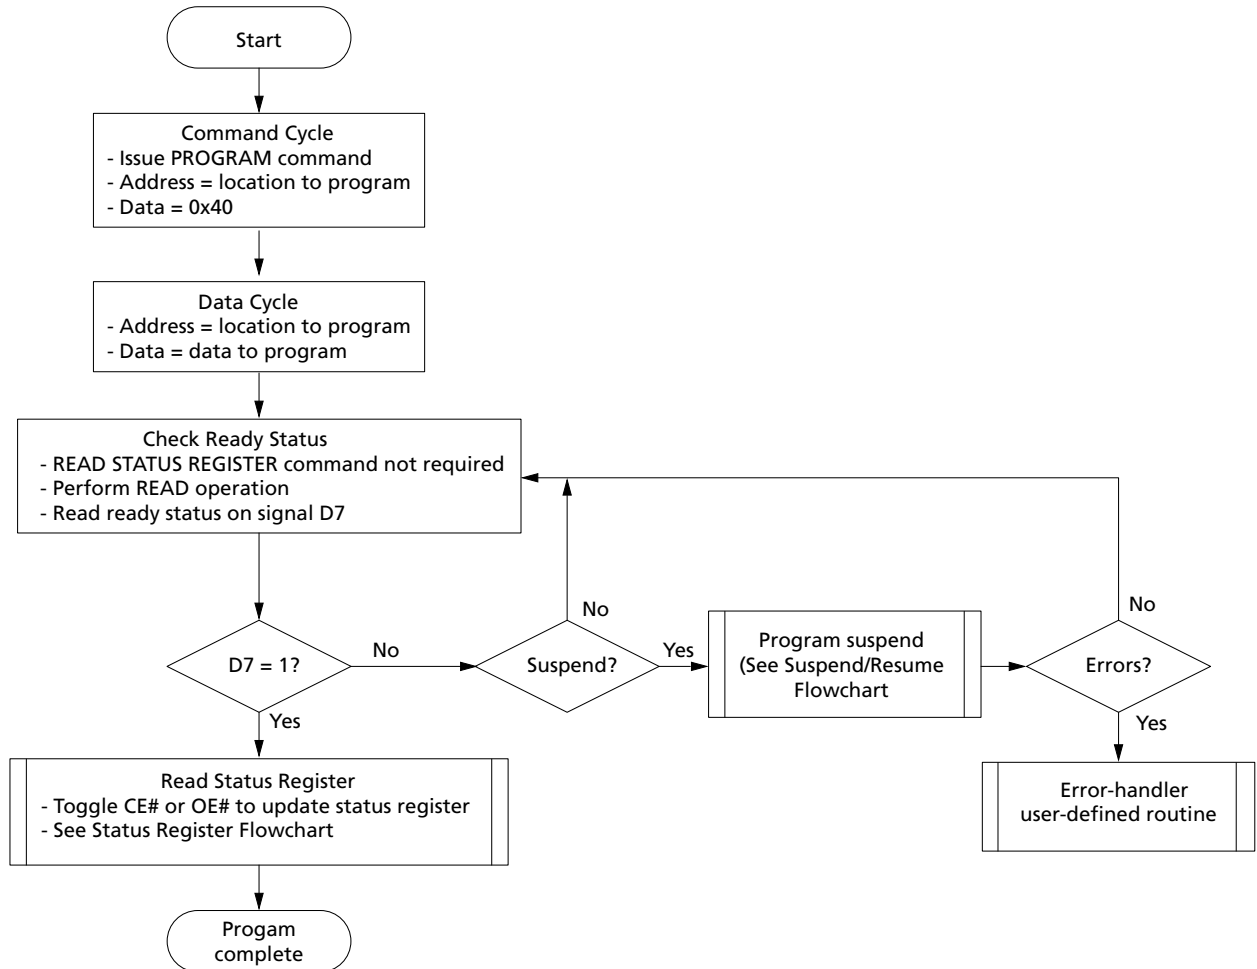 Start
Command Cycle
- Issue PROGRAM command
- Address = location to program
- Data = 0x40
Data Cycle
- Address = location to program
- Data = data to program
Check Ready Status
- READ STATUS REGISTER command not required
- Perform READ operation
- Read ready status on signal D7
D7 = 1?
No
Suspend?
No
Yes
Program suspend
(See Suspend/Resume
Flowchart
Errors?
No
Yes
Error-handler
user-defined routine
Yes
Read Status Register
- Toggle CE# or OE# to update status register
- See Status Register Flowchart
Progam
complete